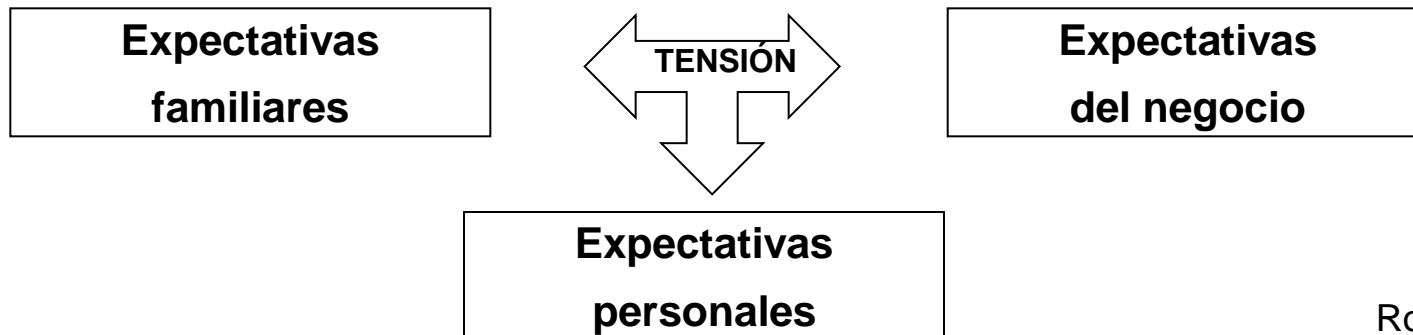 Expectativas
familiares
TENSIÓN
Expectativas
del negocio
Expectativas
personales